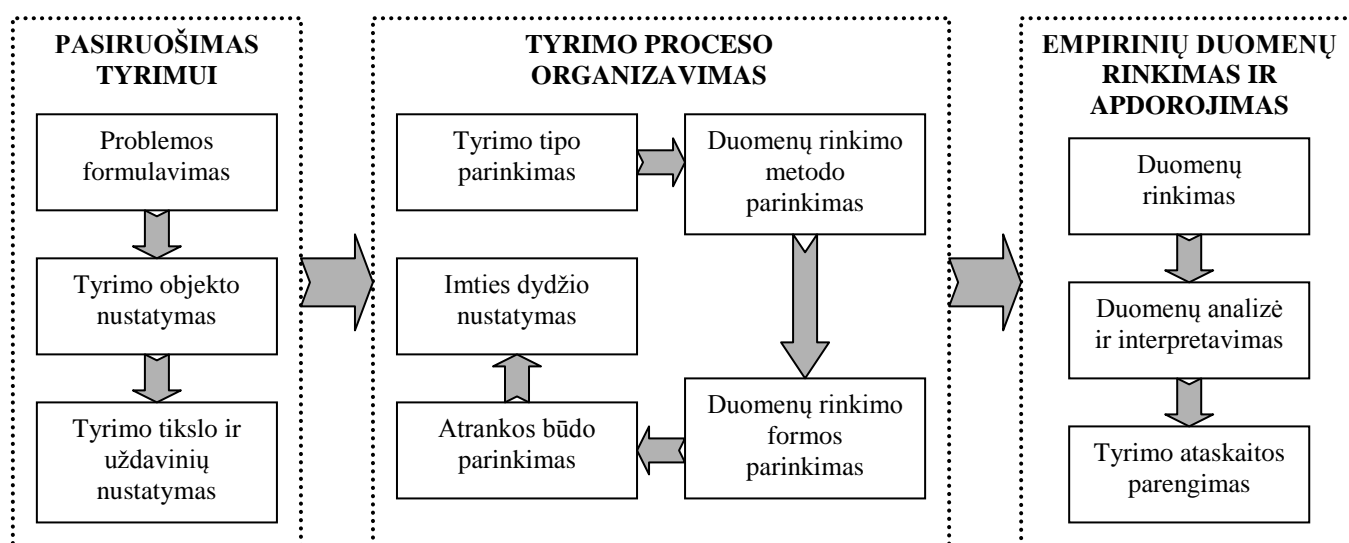 PASIRUOŠIMAS
TYRIMUI
Problemos
formulavimas
Tyrimo objekto
nustatymas
Tyrimo tikslo ir
uždavinių
nustatymas
TYRIMO PROCESO
ORGANIZAVIMAS
Tyrimo tipo
parinkimas
Duomenų rinkimo
metodo
parinkimas
Duomenų rinkimo
formos
parinkimas
Atrankos būdo
parinkimas
Imties dydžio
nustatymas
EMPIRINIŲ DUOMENŲ
RINKIMAS IR
APDOROJIMAS
Duomenų
rinkimas
Duomenų analizė
ir interpretavimas
Tyrimo ataskaitos
parengimas